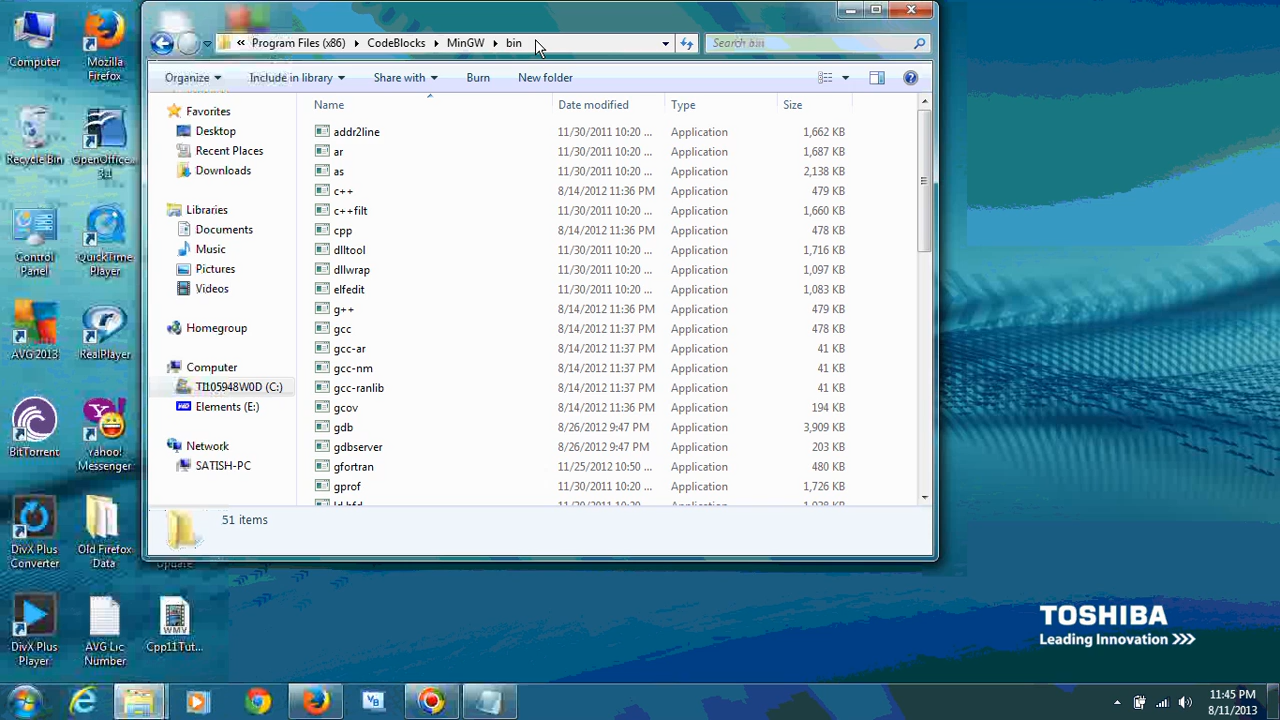 Computer
Mozilla
Firefox
Recycle Bin
OpenOffice....
Control
Panel
QuickTime
Player
AVG 2013
RealPlayer
BitTorrent
Yahoo!
Messenger
DivX Plus
Converter
Old Firefox
Data
DivX Plus
Player
AVG Lic
Number
WMV
Cpp11Tut...
« Program Files (x86) CodeBlocks MinGW bin
Search bin
Organize Include in library Share with Burn New folder
Favorites
Desktop
Recent Places
Downloads
Libraries
Documents
Music
Pictures
Videos
Homegroup
Computer
TI105948W0D (C:)
Elements (E:)
Network
SATISH-PC
Name Date modified Type Size
addr2line 11/30/2011 10:20 ... Application 1,662 KB
ar 11/30/2011 10:20 ... Application 1,687 KB
as 11/30/2011 10:20 ... Application 2,138 KB
c++ 8/14/2012 11:36 PM Application 479 KB
c++filt 11/30/2011 10:20 ... Application 1,660 KB
cpp 8/14/2012 11:36 PM Application 478 KB
dlltool 11/30/2011 10:20 ... Application 1,716 KB
dllwrap 11/30/2011 10:20 ... Application 1,097 KB
elfedit 11/30/2011 10:20 ... Application 1,083 KB
g++ 8/14/2012 11:36 PM Application 479 KB
gcc 8/14/2012 11:37 PM Application 478 KB
gcc-ar 8/14/2012 11:37 PM Application 41 KB
gcc-nm 8/14/2012 11:37 PM Application 41 KB
gcc-ranlib 8/14/2012 11:37 PM Application 41 KB
gcov 8/14/2012 11:36 PM Application 194 KB
gdb 8/26/2012 9:47 PM Application 3,909 KB
gdbserver 8/26/2012 9:47 PM Application 203 KB
gfortran 11/25/2012 10:50 ... Application 480 KB
gprof 11/30/2011 10:20 ... Application 1,726 KB
51 items
TOSHIBA
Leading Innovation >>>
11:45 PM
8/11/2013